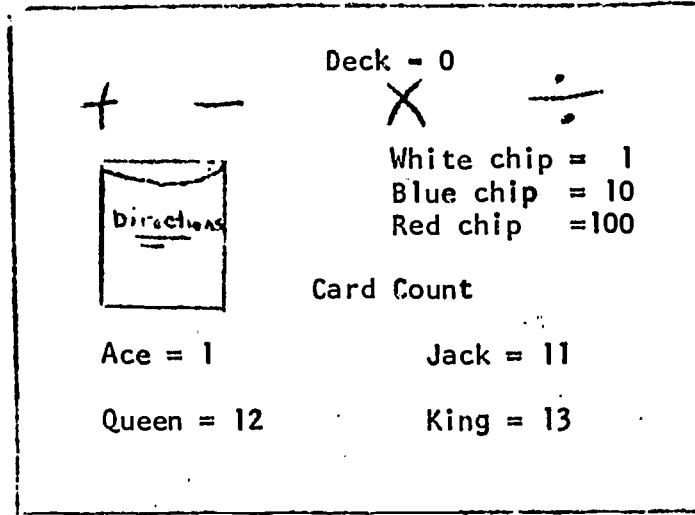 Deck = 0
+ − × ÷
White chip = 1
Blue chip = 10
Red chip =100
Directions
Card Count
Ace = 1 Jack = 11
Queen = 12 King = 13